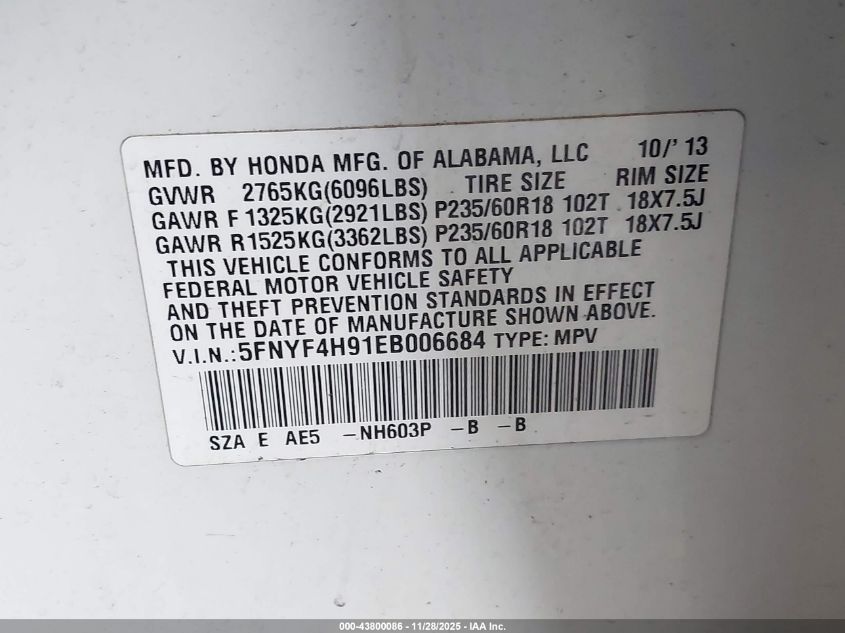 MFD. BY HONDA MFG. OF ALABAMA, LLC 10/'13
GVWR 2765KG(6096LBS) TIRE SIZE RIM SIZE
GAWR F 1325KG(2921LBS) P235/60R18 102T 18X7.5J
GAWR R1525KG(3362LBS) P235/60R18 102T 18X7.5J
THIS VEHICLE CONFORMS TO ALL APPLICABLE
FEDERAL MOTOR VEHICLE SAFETY
AND THEFT PREVENTION STANDARDS IN EFFECT
ON THE DATE OF MANUFACTURE SHOWN ABOVE.
V.I.N.:5FNYF4H91EB006684 TYPE: MPV
SZA E AE5 -NH603P -B -B
000-43800086 - 11/28/2025 - IAA Inc.